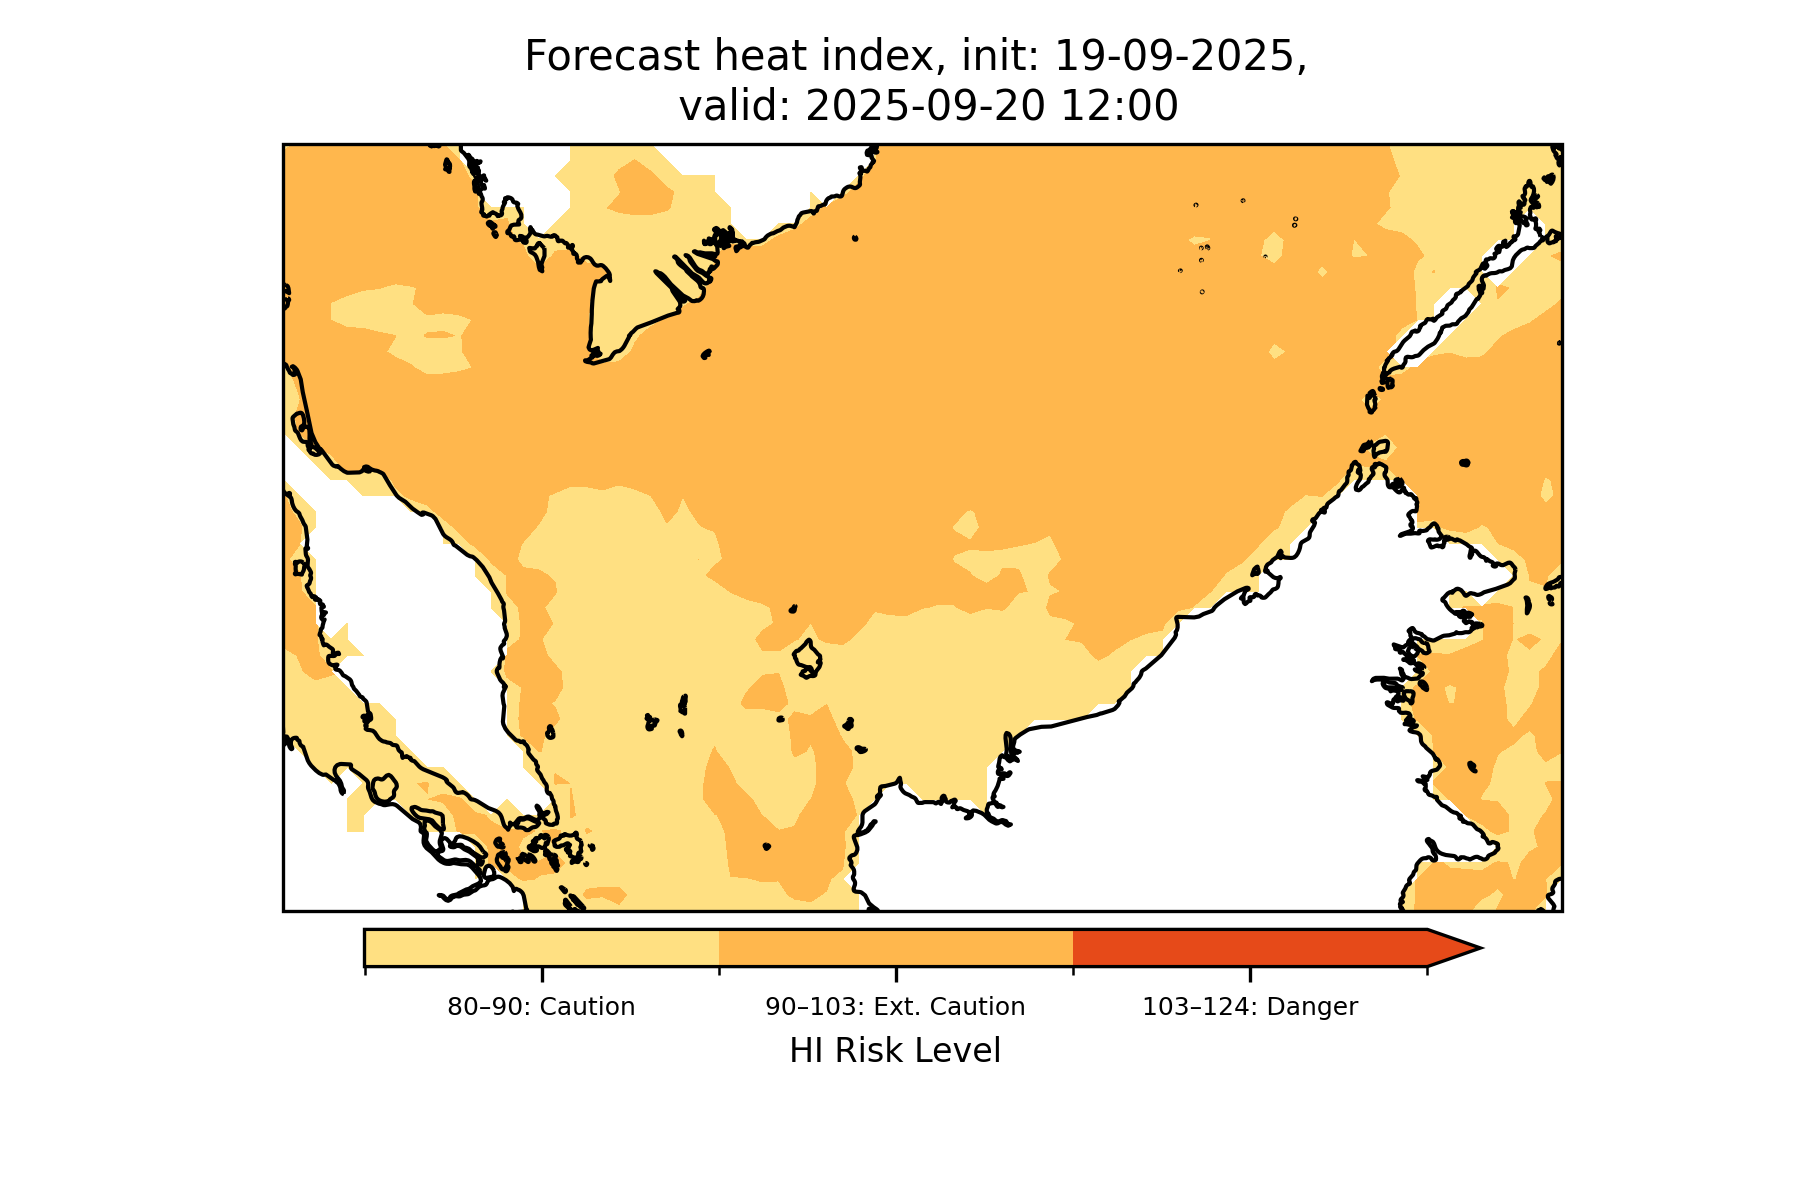 Forecast heat index, init: 19-09-2025,
valid: 2025-09-20 12:00
80–90: Caution
90–103: Ext. Caution
103–124: Danger
HI Risk Level